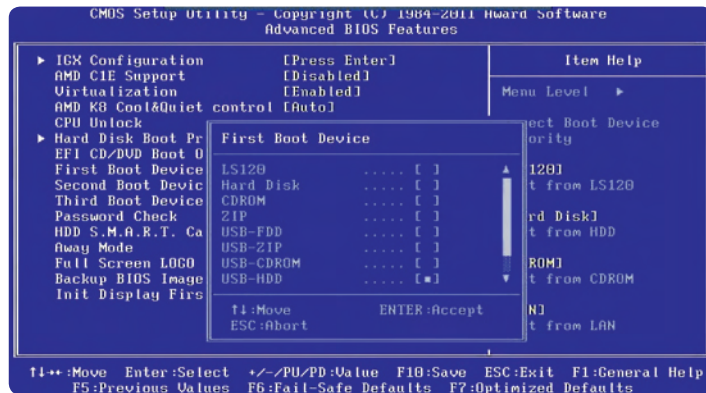 CMOS Setup Utility - Copyright (C) 1984-2011 Award Software
Advanced BIOS Features
▶ IGX Configuration [Press Enter]
AMD C1E Support [Disabled]
Virtualization [Enabled]
AMD K8 Cool&Quiet control [Auto]
CPU Unlock
▶ Hard Disk Boot Pr
EFI CD/DVD Boot O
First Boot Device
Second Boot Devic
Third Boot Device
Password Check
HDD S.M.A.R.T. Ca
Away Mode
Full Screen LOGO
Backup BIOS Image
Init Display Firs
First Boot Device
LS120 ..... [ ]
Hard Disk ..... [ ]
CDROM ..... [ ]
ZIP ..... [ ]
USB-FDD ..... [ ]
USB-ZIP ..... [ ]
USB-CDROM ..... [ ]
USB-HDD ..... [■]
↑↓:Move ENTER:Accept
ESC:Abort
Item Help
Menu Level ▶
ect Boot Device
ority
120]
t from LS120
rd Disk]
t from HDD
ROM]
t from CDROM
N]
t from LAN
↑↓→←:Move Enter:Select +/-/PU/PD:Value F10:Save ESC:Exit F1:General Help
F5:Previous Values F6:Fail-Safe Defaults F7:Optimized Defaults